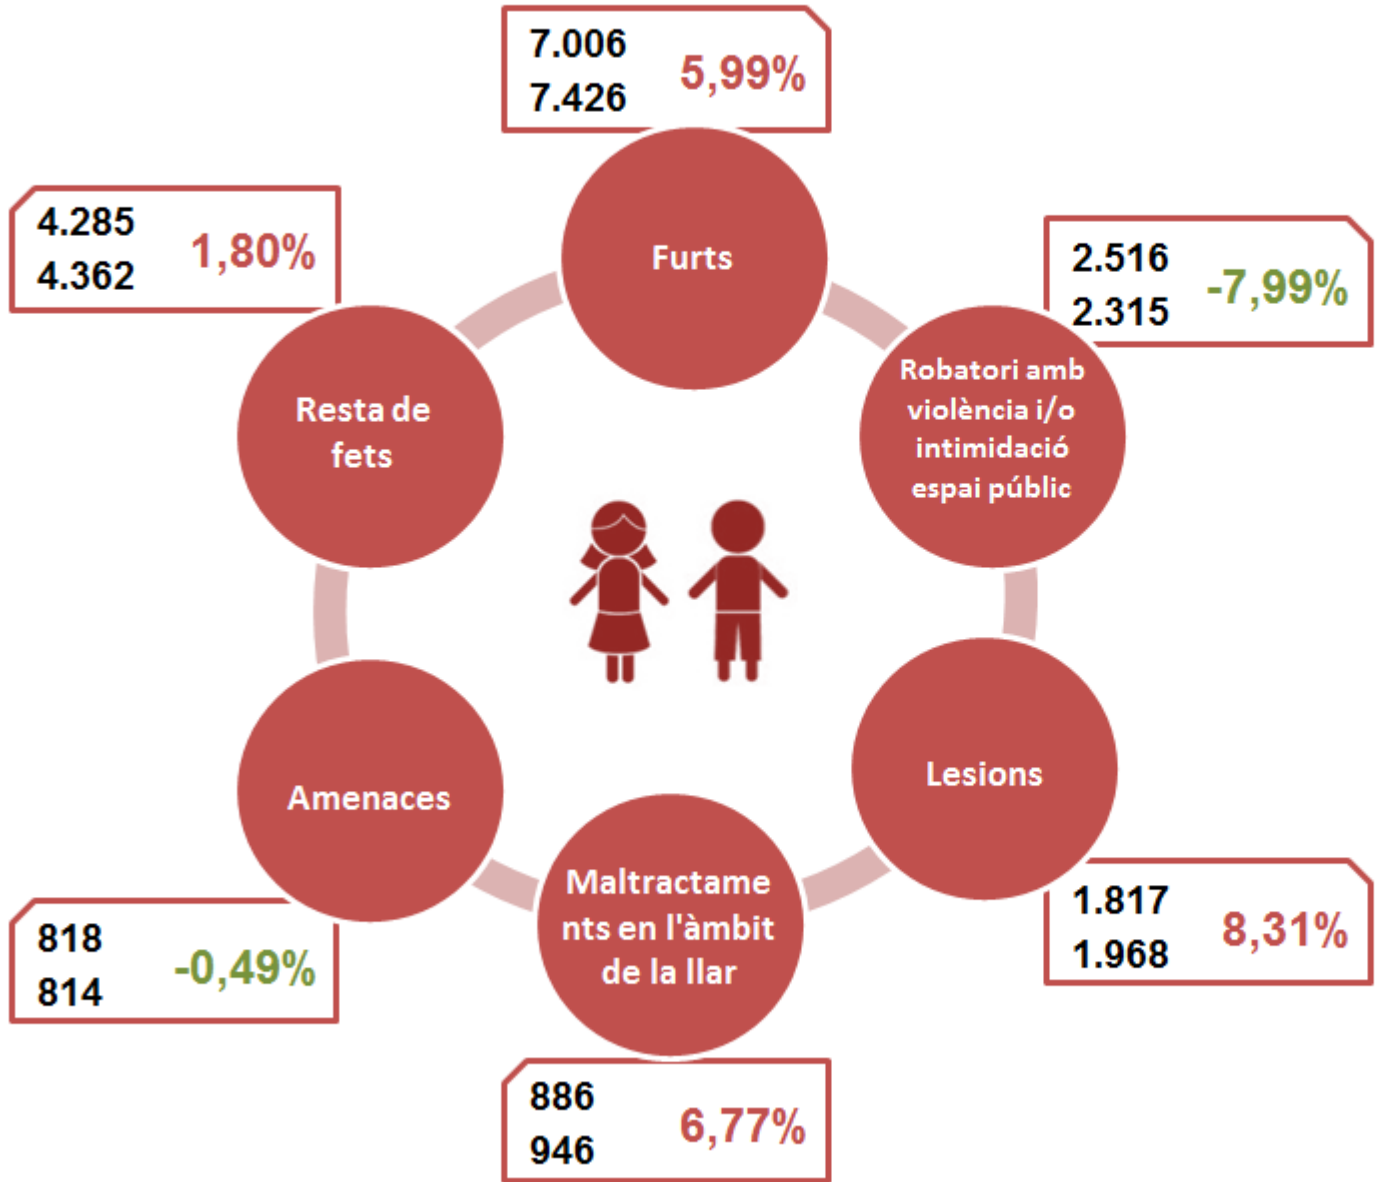 7.006
7.426
5,99%
Furts
2.516
2.315
-7,99%
Robatori amb
violència i/o
intimidació
espai públic
Lesions
1.817
1.968
8,31%
Maltractame
nts en l'àmbit
de la llar
886
946
6,77%
Amenaces
818
814
-0,49%
Resta de
fets
4.285
4.362
1,80%